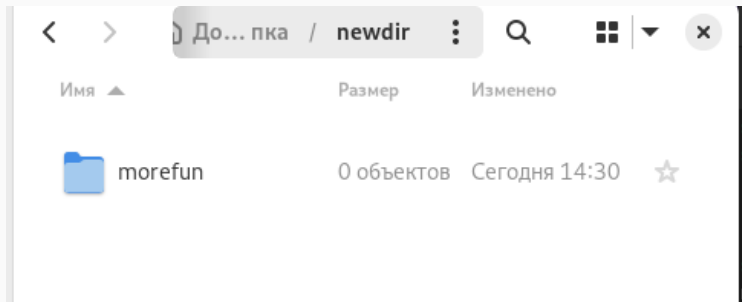 До… пка / newdir
Имя Размер Изменено
morefun 0 объектов Сегодня 14:30